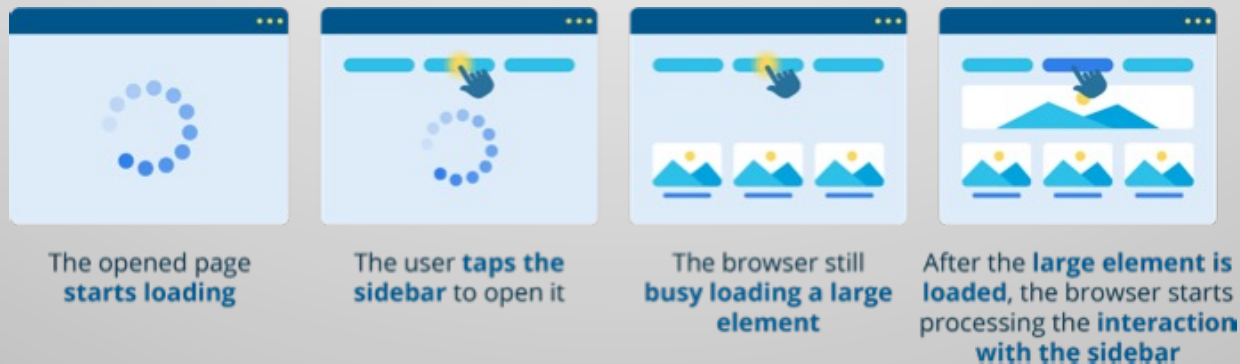 The opened page
starts loading
The user taps the
sidebar to open it
The browser still
busy loading a large
element
After the large element is
loaded, the browser starts
processing the interaction
with the sidebar